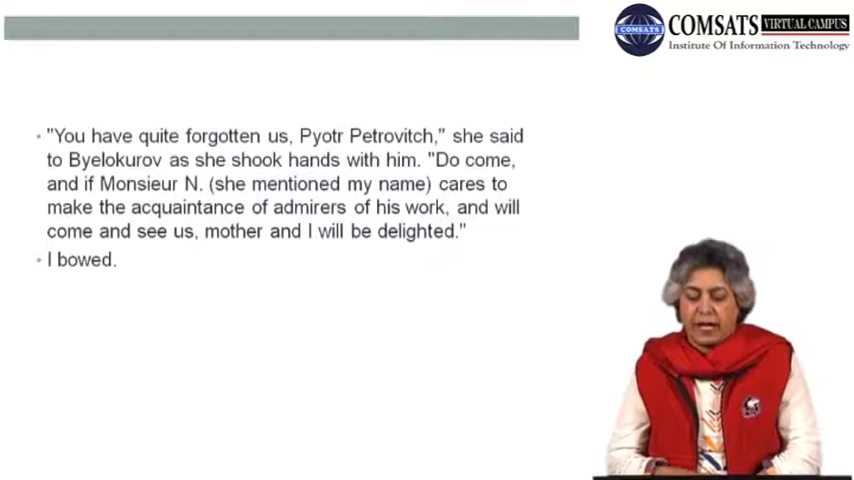 COMSATS
COMSATS VIRTUAL CAMPUS
Institute Of Information Technology
• "You have quite forgotten us, Pyotr Petrovitch," she said
to Byelokurov as she shook hands with him. "Do come,
and if Monsieur N. (she mentioned my name) cares to
make the acquaintance of admirers of his work, and will
come and see us, mother and I will be delighted."
• I bowed.